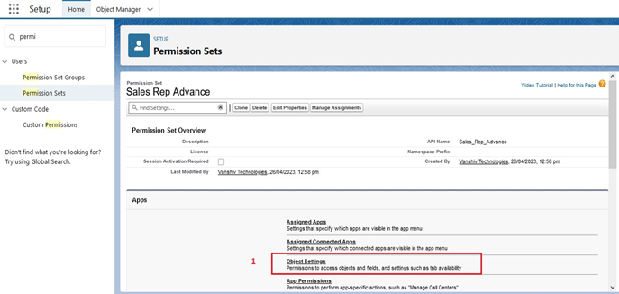 Setup
Home
Object Manager
permi
Users
Permission Set Groups
Permission Sets
Custom Code
Custom Permissions
Didn't find what you're looking for?
Try using Global Search.
SETUP
Permission Sets
Permission Set
Sales Rep Advance
Video Tutorial | Help for this Page
Find Settings...
Clone
Delete
Edit Properties
Manage Assignments
Permission Set Overview
Description
API Name Sales_Rep_Advance
License
Namespace Prefix
Session Activation Required
Created By Vanshiv Technologies, 26/04/2023, 12:58 pm
Last Modified by Vanshiv Technologies, 26/04/2023, 12:58 pm
Apps
Assigned Apps
Settings that specify which apps are visible in the app menu
Assigned Connected Apps
Settings that specify which connected apps are visible in the app menu
1
Object Settings
Permissions to access objects and fields, and settings such as tab availability
App Permissions
Permissions to perform app-specific actions, such as "Manage Call Centers"